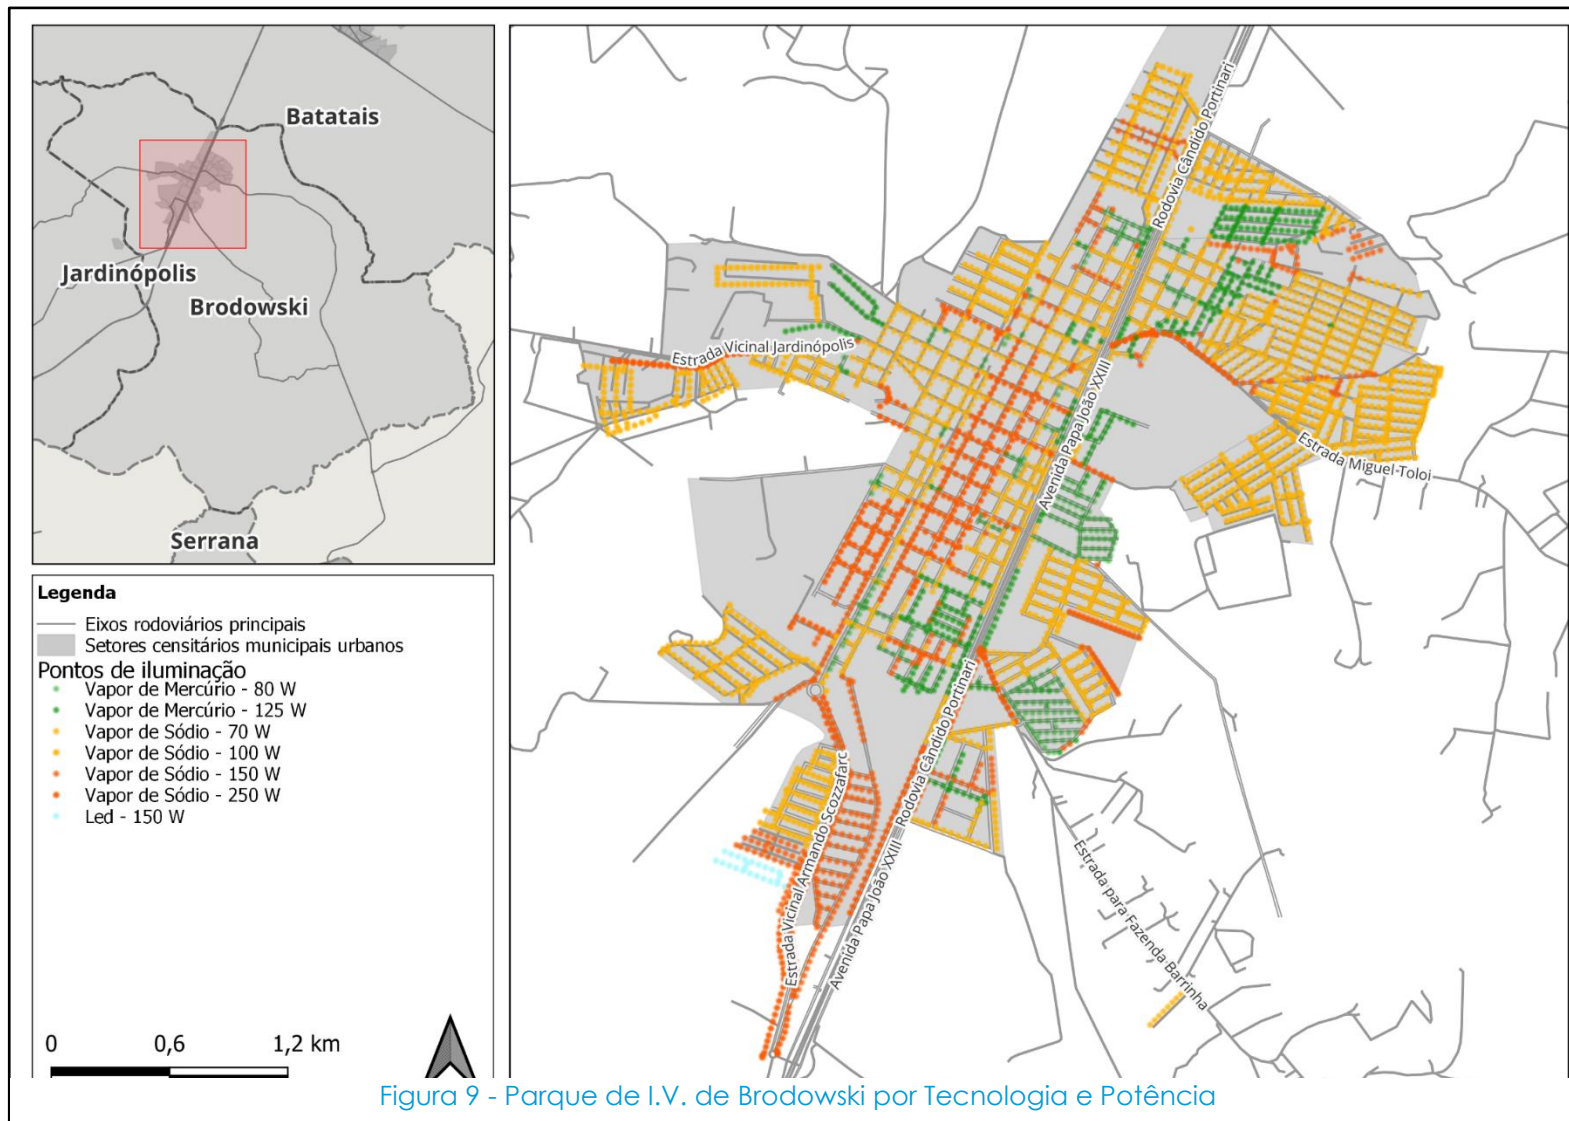 Batatais
Jardinópolis
Brodowski
Serrana
Legenda
Eixos rodoviários principais
Setores censitários municipais urbanos
Pontos de iluminação
Vapor de Mercúrio - 80 W
Vapor de Mercúrio - 125 W
Vapor de Sódio - 70 W
Vapor de Sódio - 100 W
Vapor de Sódio - 150 W
Vapor de Sódio - 250 W
Led - 150 W
0 0,6 1,2 km
Rodovia Cândido Portinari
Estrada Vicinal Jardinópolis
Avenida Papa João XXIII
Estrada Miguel Toloi
Rodovia Cândido Portinari
Estrada Vicinal Armando Scozzafarc
Avenida Papa João XXIII
Estrada para Fazenda Barrinha
Figura 9 - Parque de I.V. de Brodowski por Tecnologia e Potência